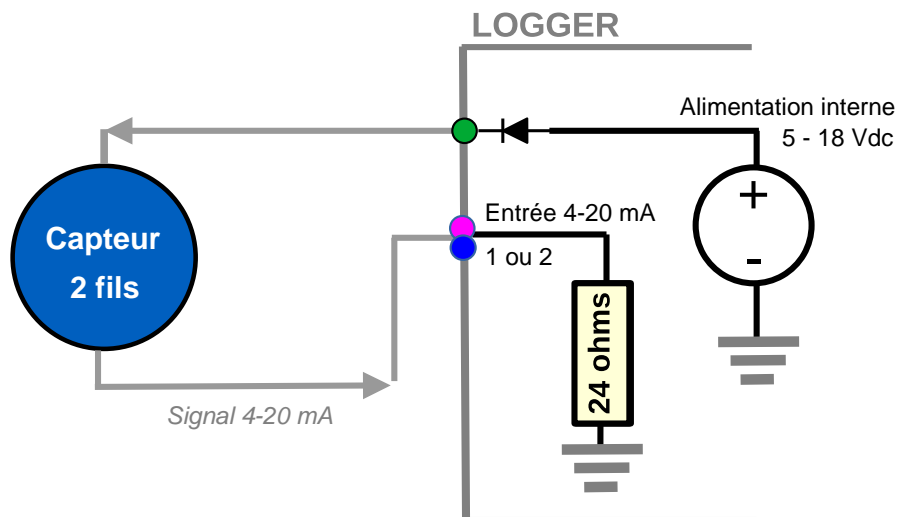 LOGGER
Alimentation interne
5 - 18 Vdc
Entrée 4-20 mA
1 ou 2
+
-
Capteur
2 fils
24 ohms
Signal 4-20 mA